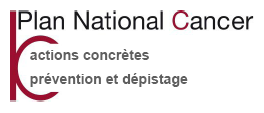 Plan National Cancer
actions concrètes
prévention et dépistage